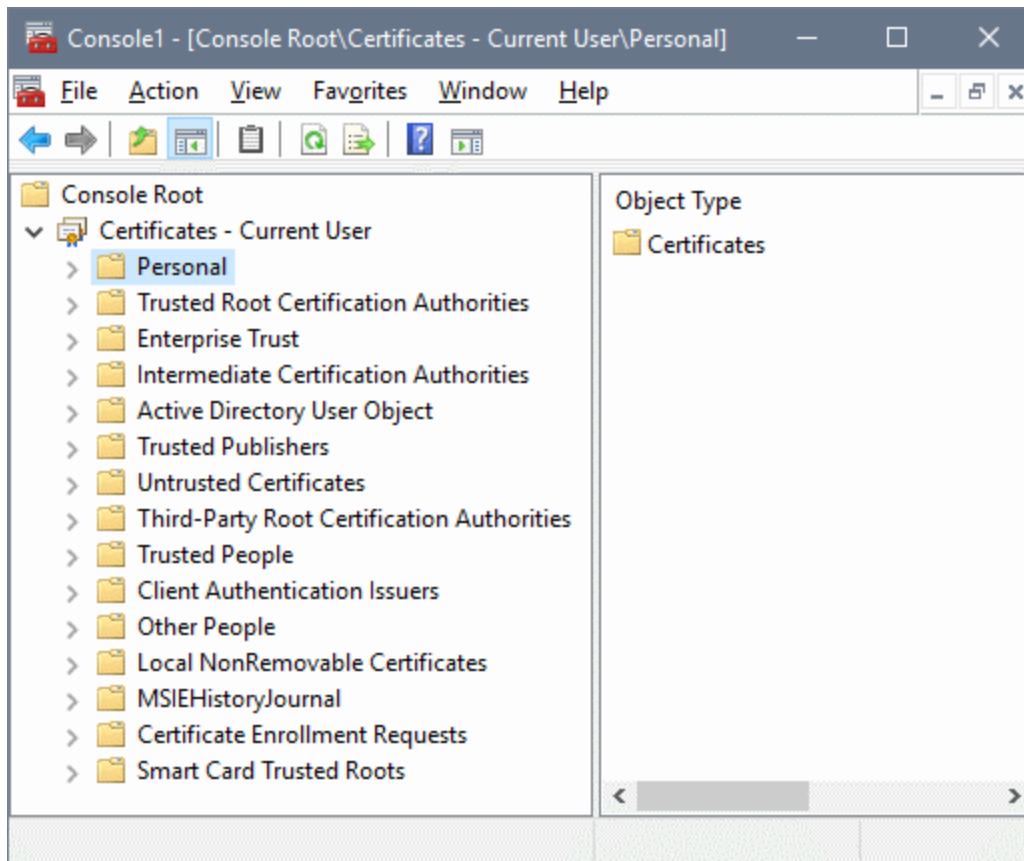 Console1 - [Console Root\Certificates - Current User\Personal]
File Action View Favorites Window Help
Console Root
Certificates - Current User
Personal
Trusted Root Certification Authorities
Enterprise Trust
Intermediate Certification Authorities
Active Directory User Object
Trusted Publishers
Untrusted Certificates
Third-Party Root Certification Authorities
Trusted People
Client Authentication Issuers
Other People
Local NonRemovable Certificates
MSIEHistoryJournal
Certificate Enrollment Requests
Smart Card Trusted Roots
Object Type
Certificates